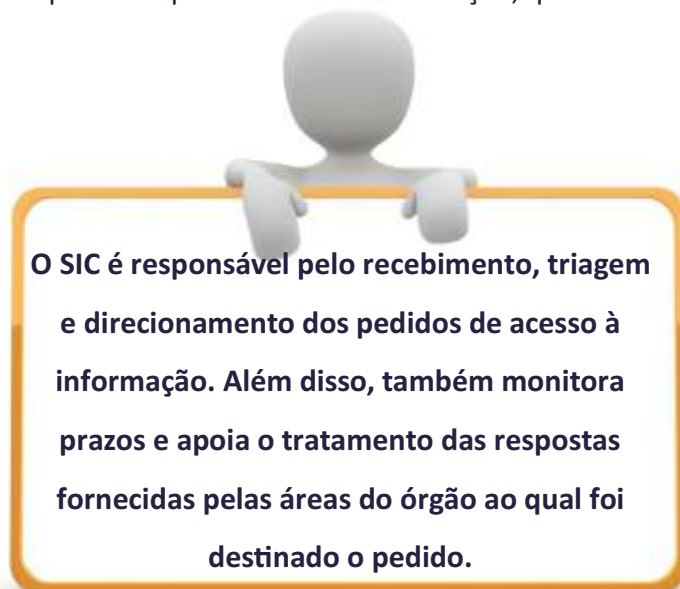 O SIC é responsável pelo recebimento, triagem
e direcionamento dos pedidos de acesso à
informação. Além disso, também monitora
prazos e apoia o tratamento das respostas
fornecidas pelas áreas do órgão ao qual foi
destinado o pedido.